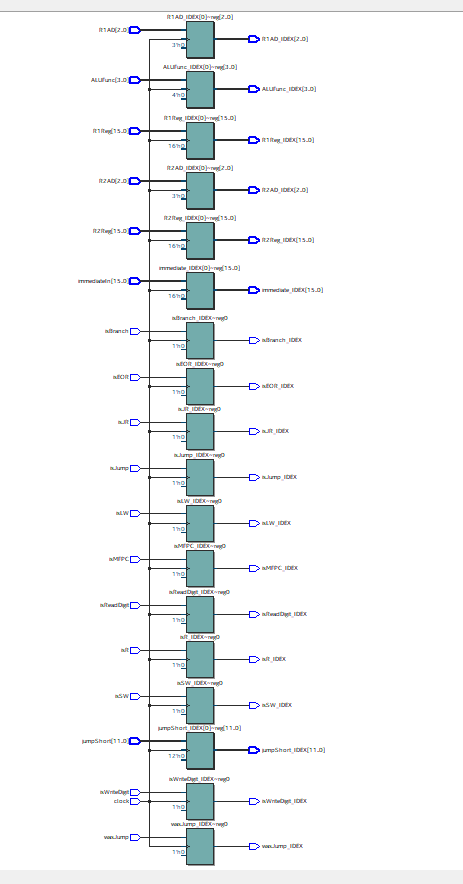 R1AD_IDEX[0]~reg[2..0]
R1AD[2..0]
R1AD_IDEX[2..0]
3'h0
ALUFunc_IDEX[0]~reg[3..0]
ALUFunc[3..0]
ALUFunc_IDEX[3..0]
4'h0
R1Reg_IDEX[0]~reg[15..0]
R1Reg[15..0]
R1Reg_IDEX[15..0]
16'h0
R2AD_IDEX[0]~reg[2..0]
R2AD[2..0]
R2AD_IDEX[2..0]
3'h0
R2Reg_IDEX[0]~reg[15..0]
R2Reg[15..0]
R2Reg_IDEX[15..0]
16'h0
immediate_IDEX[0]~reg[15..0]
immediateIn[15..0]
immediate_IDEX[15..0]
16'h0
isBranch_IDEX~reg0
isBranch
isBranch_IDEX
1'h0
isEOR_IDEX~reg0
isEOR
isEOR_IDEX
1'h0
isJR_IDEX~reg0
isJR
isJR_IDEX
1'h0
isJump_IDEX~reg0
isJump
isJump_IDEX
1'h0
isLW_IDEX~reg0
isLW
isLW_IDEX
1'h0
isMFPC_IDEX~reg0
isMFPC
isMFPC_IDEX
1'h0
isReadDigit_IDEX~reg0
isReadDigit
isReadDigit_IDEX
1'h0
isR_IDEX~reg0
isR
isR_IDEX
1'h0
isSW_IDEX~reg0
isSW
isSW_IDEX
1'h0
jumpShort_IDEX[0]~reg[11..0]
jumpShort[11..0]
jumpShort_IDEX[11..0]
12'h0
isWriteDigit_IDEX~reg0
isWriteDigit
clock
isWriteDigit_IDEX
1'h0
wasJump_IDEX~reg0
wasJump
wasJump_IDEX
1'h0